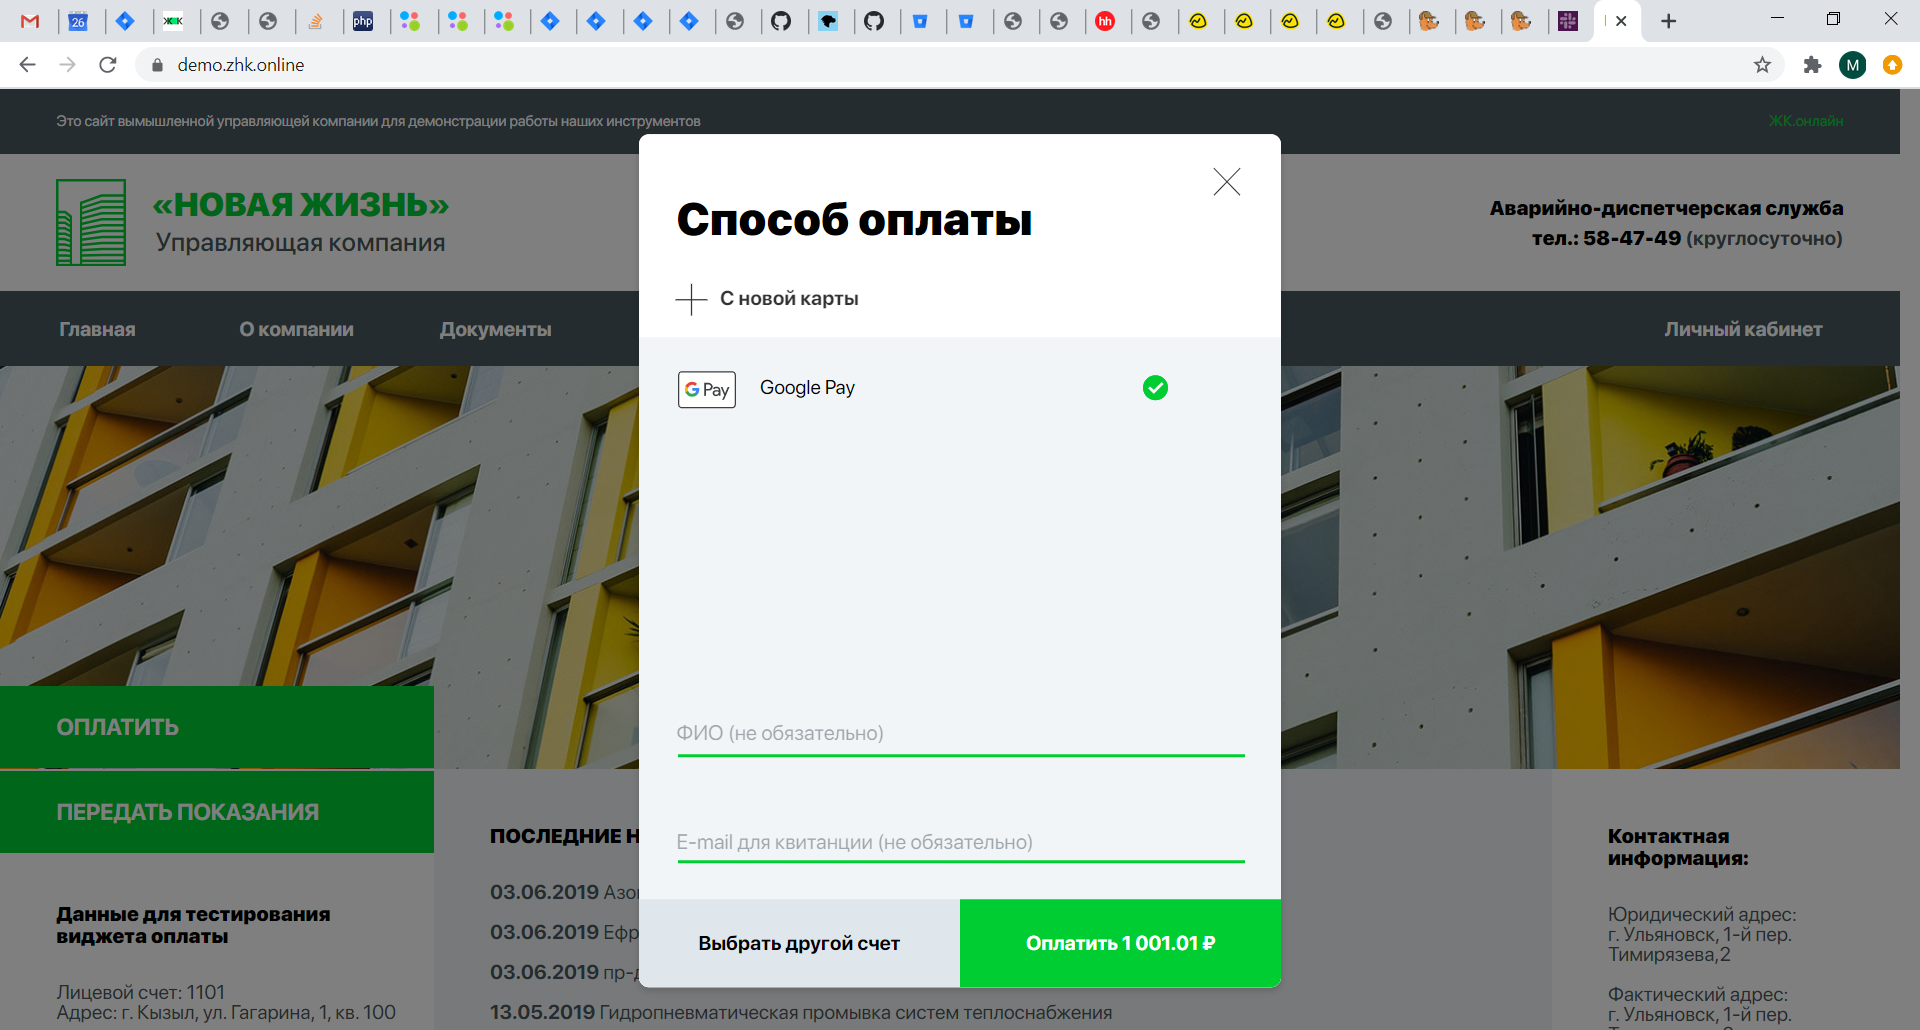 26
php
hh
demo.zhk.online
M
Это сайт вымышленной управляющей компании для демонстрации работы наших инструментов
ЖК.онлайн
«НОВАЯ ЖИЗНЬ»
Управляющая компания
Аварийно-диспетчерская служба
тел.: 58-47-49 (круглосуточно)
Главная
О компании
Документы
Личный кабинет
Способ оплаты
С новой карты
G Pay
Google Pay
ФИО (не обязательно)
E-mail для квитанции (не обязательно)
Выбрать другой счет
Оплатить 1 001.01 ₽
ОПЛАТИТЬ
ПЕРЕДАТЬ ПОКАЗАНИЯ
Данные для тестирования
виджета оплаты
Лицевой счет: 1101
Адрес: г. Кызыл, ул. Гагарина, 1, кв. 100
ПОСЛЕДНИЕ Н
03.06.2019 Азо
03.06.2019 Ефр
03.06.2019 пр-д
13.05.2019 Гидропневматическая промывка систем теплоснабжения
Контактная
информация:
Юридический адрес:
г. Ульяновск, 1-й пер.
Тимирязева,2
Фактический адрес:
г. Ульяновск, 1-й пер.